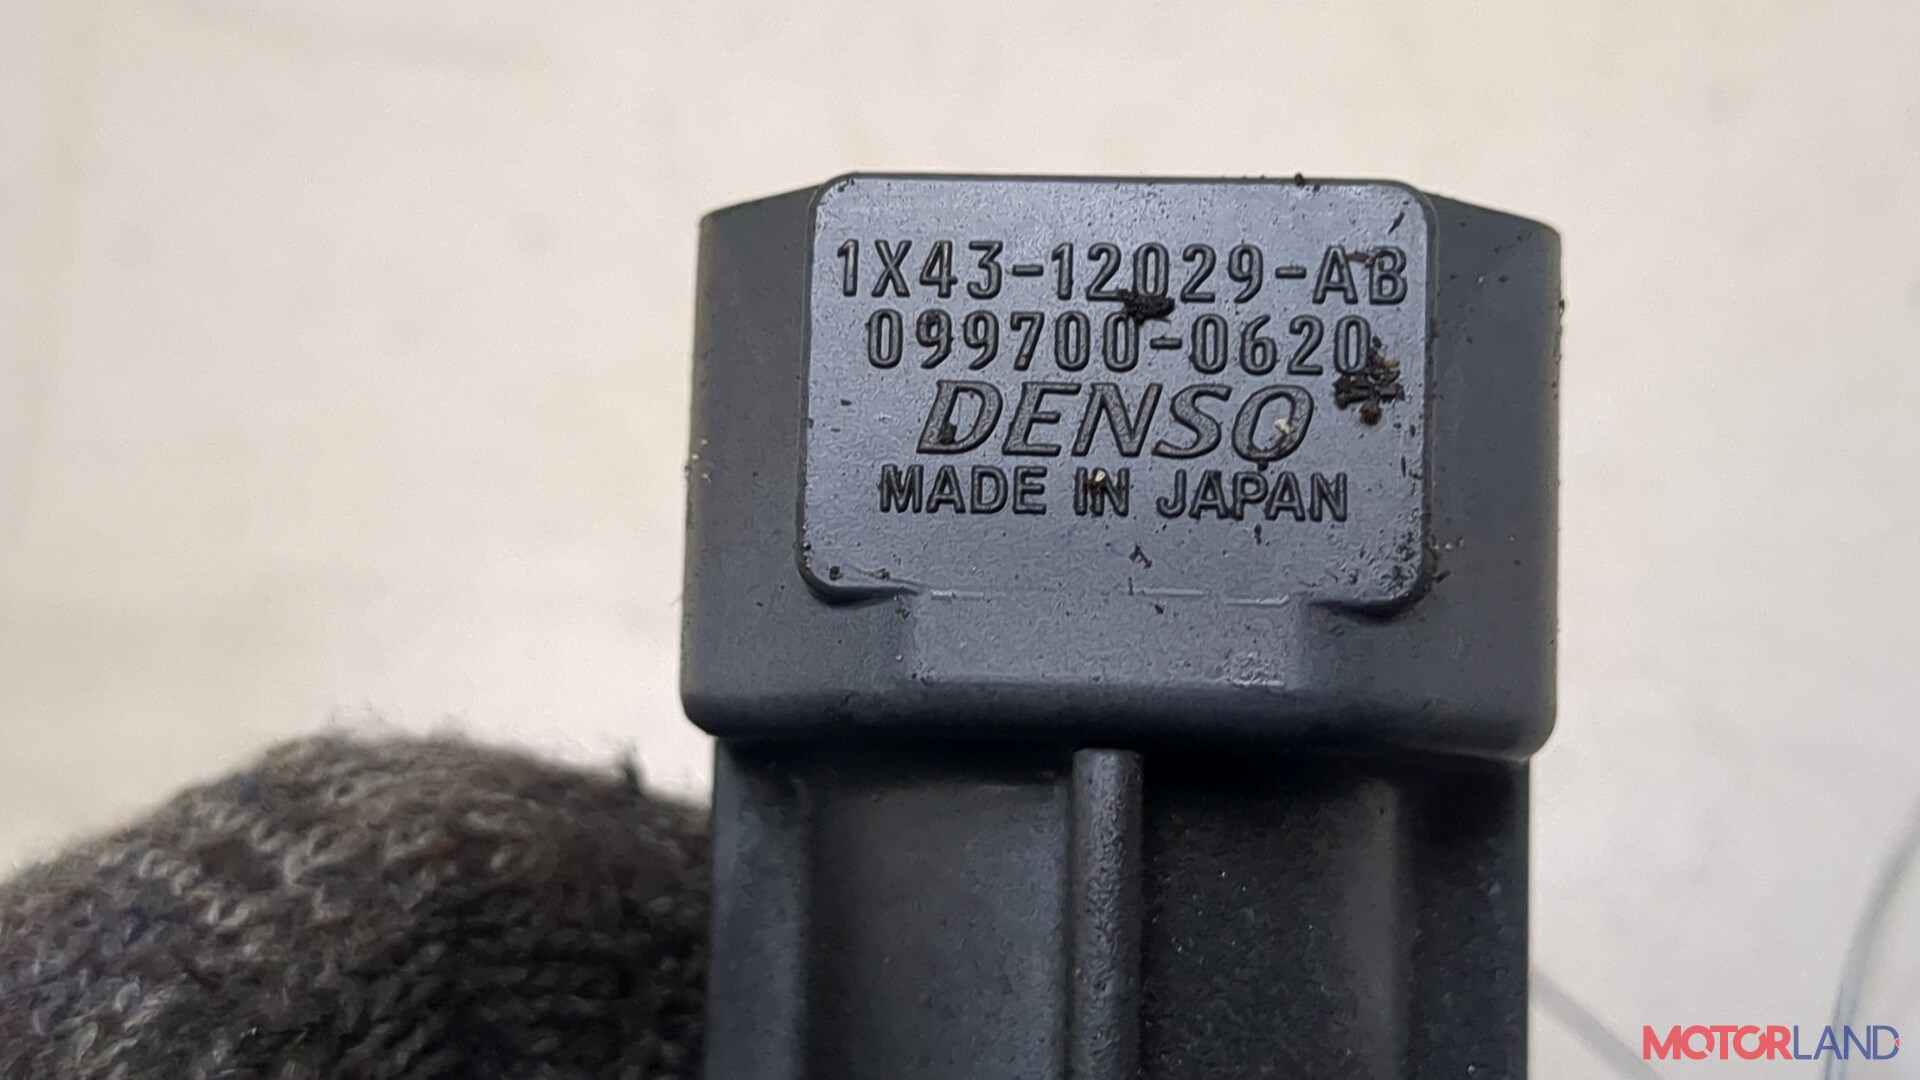 1X43-12029-AB
099700-0620
DENSO
MADE IN JAPAN
MOTORLAND